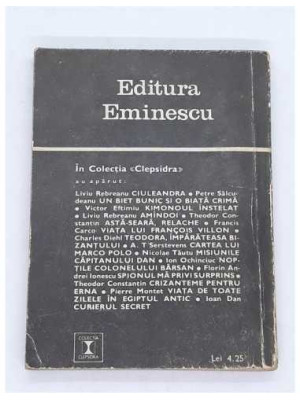 Editura
Eminescu
În Colecția «Clepsidra»
au apărut:
Liviu Rebreanu CIULEANDRA • Petre Sălcu-
deanu UN BIET BUNIC ȘI O BIATĂ CRIMĂ
• Victor Eftimiu KIMONOUL ÎNSTELAT
• Liviu Rebreanu AMÎNDOI • Theodor Con-
stantin ASTĂ-SEARĂ, RELACHE • Francis
Carco VIAȚA LUI FRANÇOIS VILLON •
Charles Diehl TEODORA, ÎMPĂRĂTEASA BI-
ZANȚULUI • A. T'Serstevens CARTEA LUI
MARCO POLO • Nicolae Tăutu MISIUNILE
CĂPITANULUI DAN • Ion Ochinciuc NOP-
ȚILE COLONELULUI BÂRSAN • Florin An-
drei Ionescu SPIONUL MĂ PRIVI SURPRINS •
Theodor Constantin CRIZANTEME PENTRU
ERNA • Pierre Montet VIAȚA DE TOATE
ZILELE ÎN EGIPTUL ANTIC • Ioan Dan
CURIERUL SECRET
COLECȚIA
CLEPSIDRA
Lei 4,25